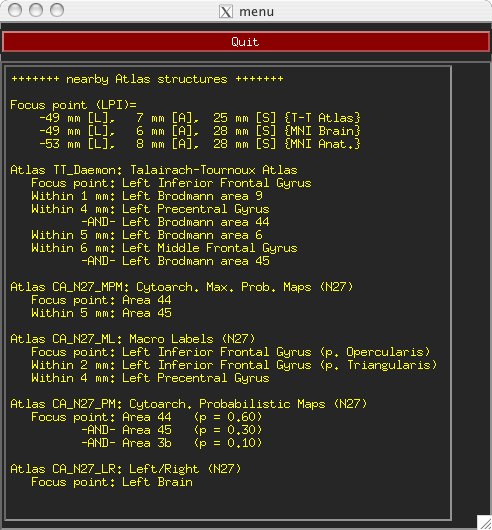 menu
Quit
+++++++ nearby Atlas structures +++++++
Focus point (LPI)=
-49 mm [L], 7 mm [A], 25 mm [S] {T-T Atlas}
-49 mm [L], 6 mm [A], 28 mm [S] {MNI Brain}
-53 mm [L], 8 mm [A], 28 mm [S] {MNI Anat.}
Atlas TT_Daemon: Talairach-Tournoux Atlas
Focus point: Left Inferior Frontal Gyrus
Within 1 mm: Left Brodmann area 9
Within 4 mm: Left Precentral Gyrus
-AND- Left Brodmann area 44
Within 5 mm: Left Brodmann area 6
Within 6 mm: Left Middle Frontal Gyrus
-AND- Left Brodmann area 45
Atlas CA_N27_MPM: Cytoarch. Max. Prob. Maps (N27)
Focus point: Area 44
Within 5 mm: Area 45
Atlas CA_N27_ML: Macro Labels (N27)
Focus point: Left Inferior Frontal Gyrus (p. Opercularis)
Within 2 mm: Left Inferior Frontal Gyrus (p. Triangularis)
Within 4 mm: Left Precentral Gyrus
Atlas CA_N27_PM: Cytoarch. Probabilistic Maps (N27)
Focus point: Area 44 (p = 0.60)
-AND- Area 45 (p = 0.30)
-AND- Area 3b (p = 0.10)
Atlas CA_N27_LR: Left/Right (N27)
Focus point: Left Brain